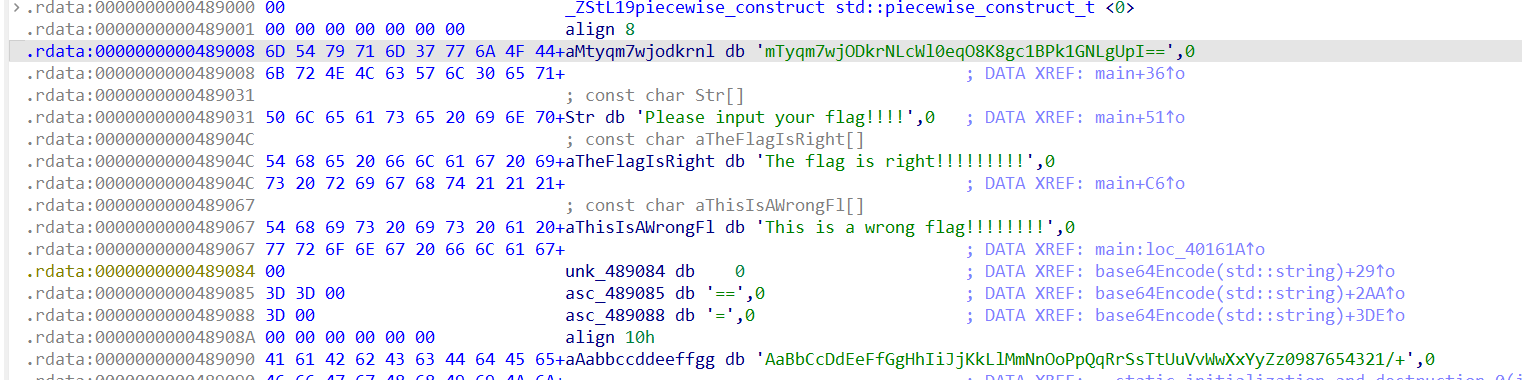 .rdata:0000000000489000 00 _ZStL19piecewise_construct std::piecewise_construct_t <0>
.rdata:0000000000489001 00 00 00 00 00 00 00 align 8
.rdata:0000000000489008 6D 54 79 71 6D 37 77 6A 4F 44+aMtyqm7wjodkrnl db 'mTyqm7wjODkrNLcWl0eqO8K8gc1BPk1GNLgUpI==',0
.rdata:0000000000489008 6B 72 4E 4C 63 57 6C 30 65 71+ ; DATA XREF: main+36↑o
.rdata:0000000000489031 ; const char Str[]
.rdata:0000000000489031 50 6C 65 61 73 65 20 69 6E 70+Str db 'Please input your flag!!!!',0 ; DATA XREF: main+51↑o
.rdata:000000000048904C ; const char aTheFlagIsRight[]
.rdata:000000000048904C 54 68 65 20 66 6C 61 67 20 69+aTheFlagIsRight db 'The flag is right!!!!!!!!!',0
.rdata:000000000048904C 73 20 72 69 67 68 74 21 21 21+ ; DATA XREF: main+C6↑o
.rdata:0000000000489067 ; const char aThisIsAWrongFl[]
.rdata:0000000000489067 54 68 69 73 20 69 73 20 61 20+aThisIsAWrongFl db 'This is a wrong flag!!!!!!!!',0
.rdata:0000000000489067 77 72 6F 6E 67 20 66 6C 61 67+ ; DATA XREF: main:loc_40161A↑o
.rdata:0000000000489084 00 unk_489084 db 0 ; DATA XREF: base64Encode(std::string)+29↑o
.rdata:0000000000489085 3D 3D 00 asc_489085 db '==',0 ; DATA XREF: base64Encode(std::string)+2AA↑o
.rdata:0000000000489088 3D 00 asc_489088 db '=',0 ; DATA XREF: base64Encode(std::string)+3DE↑o
.rdata:000000000048908A 00 00 00 00 00 00 align 10h
.rdata:0000000000489090 41 61 42 62 43 63 44 64 45 65+aAabbccddeeffgg db 'AaBbCcDdEeFfGgHhIiJjKkLlMmNnOoPpQqRrSsTtUuVvWwXxYyZz0987654321/+',0